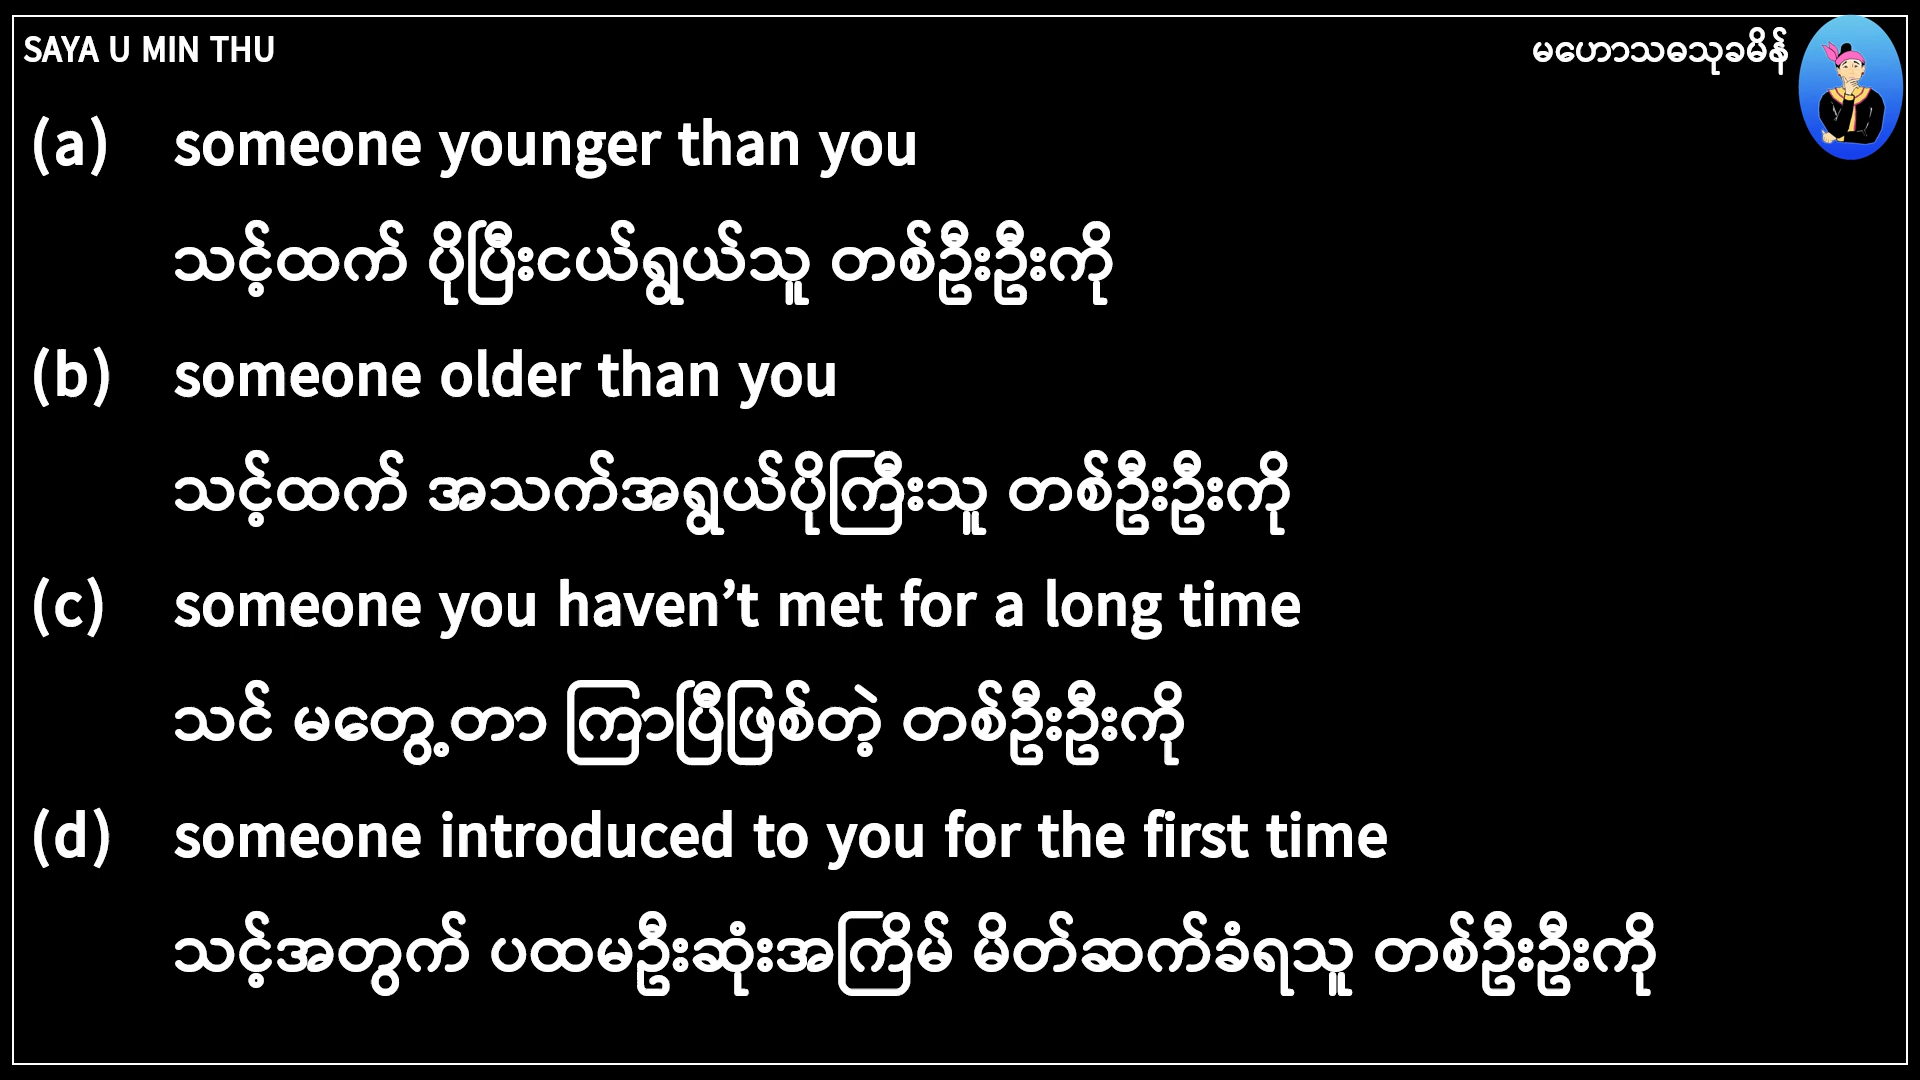 SAYA U MIN THU
မဟောသဓသုခမိန်
(a) someone younger than you
သင့်ထက် ပိုပြီးငယ်ရွယ်သူ တစ်ဦးဦးကို
(b) someone older than you
သင့်ထက် အသက်အရွယ်ပိုကြီးသူ တစ်ဦးဦးကို
(c) someone you haven’t met for a long time
သင် မတွေ့တာ ကြာပြီဖြစ်တဲ့ တစ်ဦးဦးကို
(d) someone introduced to you for the first time
သင့်အတွက် ပထမဦးဆုံးအကြိမ် မိတ်ဆက်ခံရသူ တစ်ဦးဦးကို